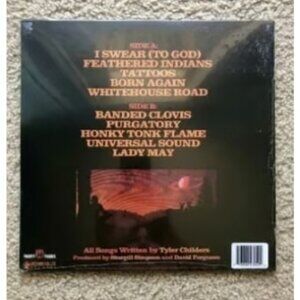 SIDE A:
I SWEAR (TO GOD)
FEATHERED INDIANS
TATTOOS
BORN AGAIN
WHITEHOUSE ROAD
SIDE B:
BANDED CLOVIS
PURGATORY
HONKY TONK FLAME
UNIVERSAL SOUND
LADY MAY
All Songs Written by Tyler Childers
Produced by Sturgill Simpson and David Ferguson